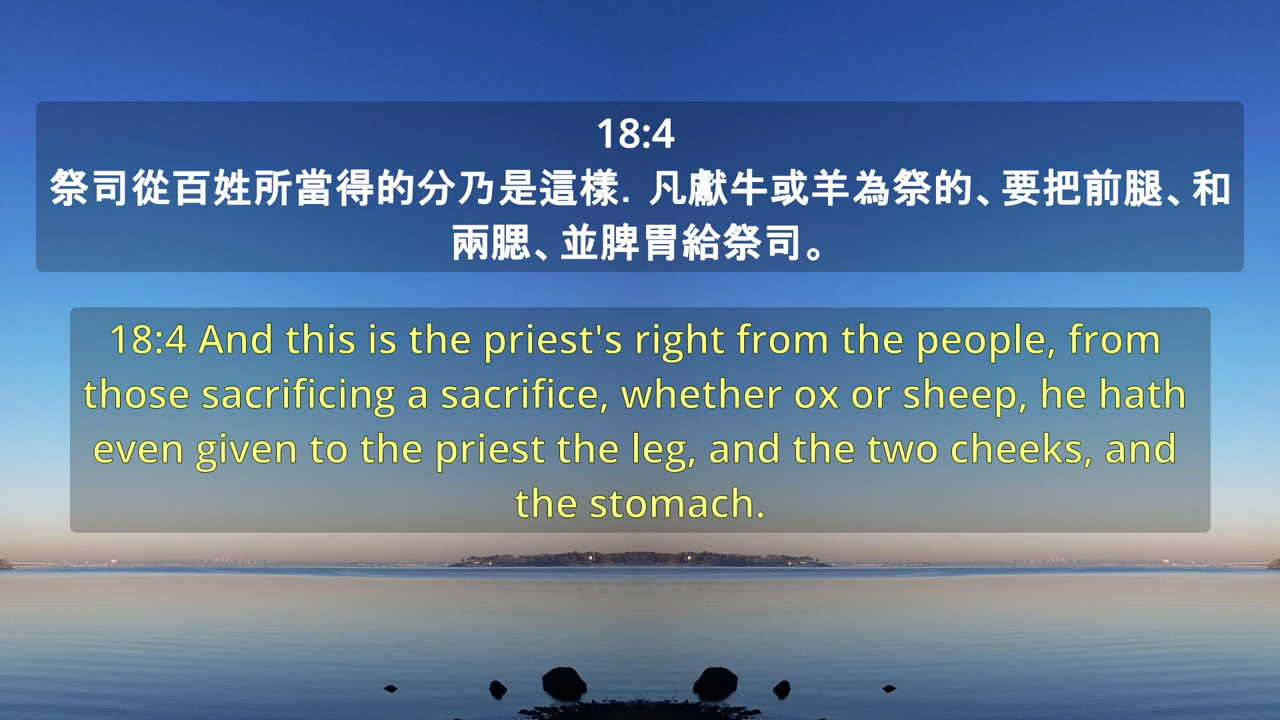 18:4
祭司從百姓所當得的分乃是這樣．凡獻牛或羊為祭的、要把前腿、和
兩腮、並脾胃給祭司。
18:4 And this is the priest's right from the people, from
those sacrificing a sacrifice, whether ox or sheep, he hath
even given to the priest the leg, and the two cheeks, and
the stomach.